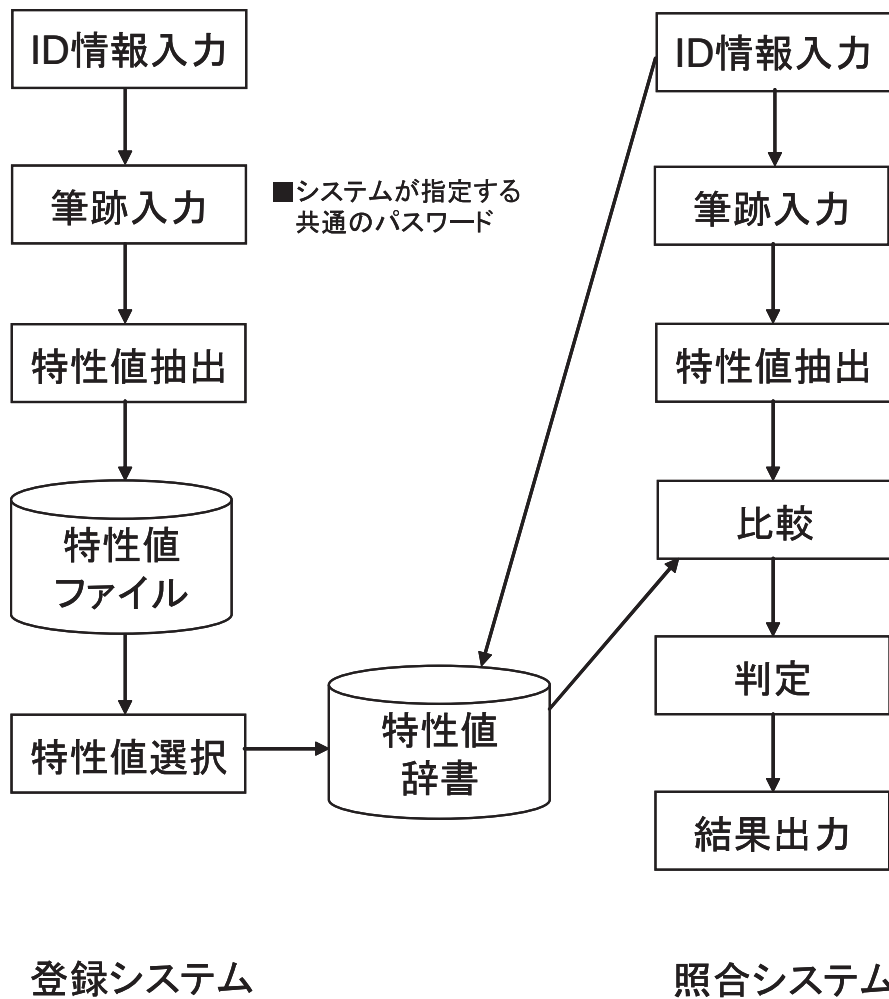 ID情報入力
筆跡入力
■システムが指定する
共通のパスワード
特性値抽出
特性値
ファイル
特性値選択
特性値
辞書
ID情報入力
筆跡入力
特性値抽出
比較
判定
結果出力
登録システム
照合システム